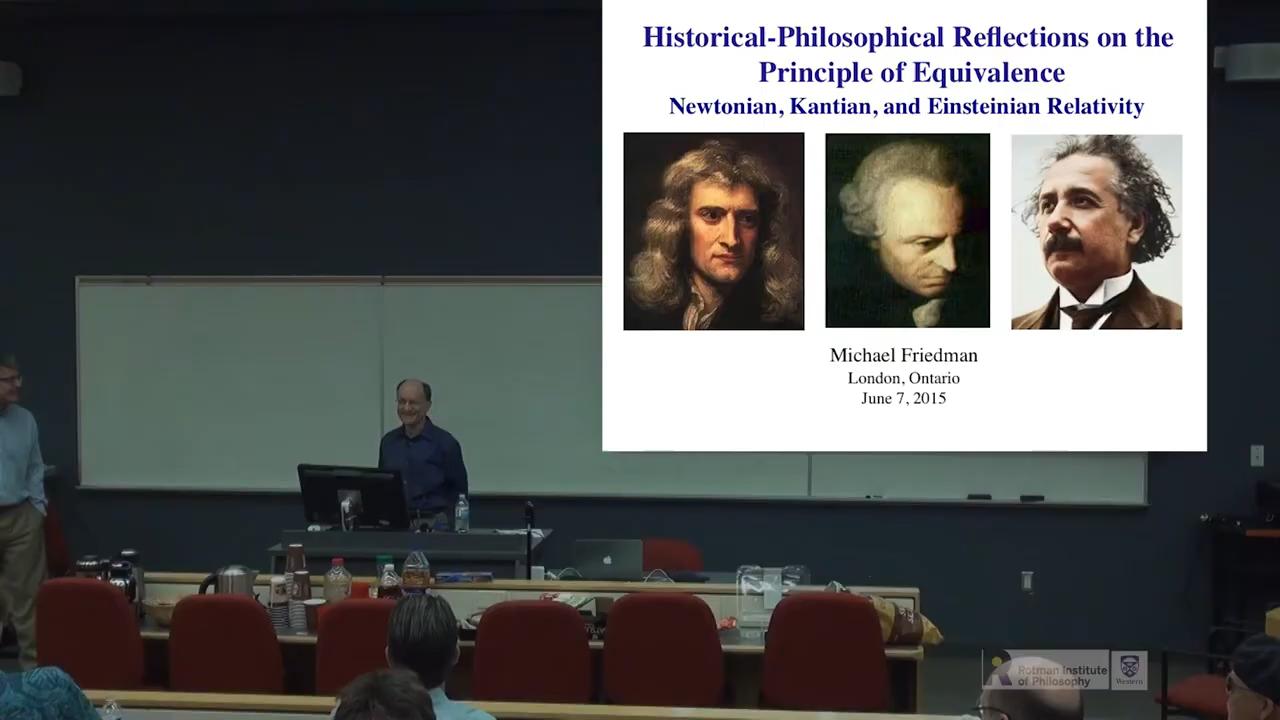 Historical-Philosophical Reflections on the
Principle of Equivalence
Newtonian, Kantian, and Einsteinian Relativity
Michael Friedman
London, Ontario
June 7, 2015
Rotman Institute
of Philosophy
Western